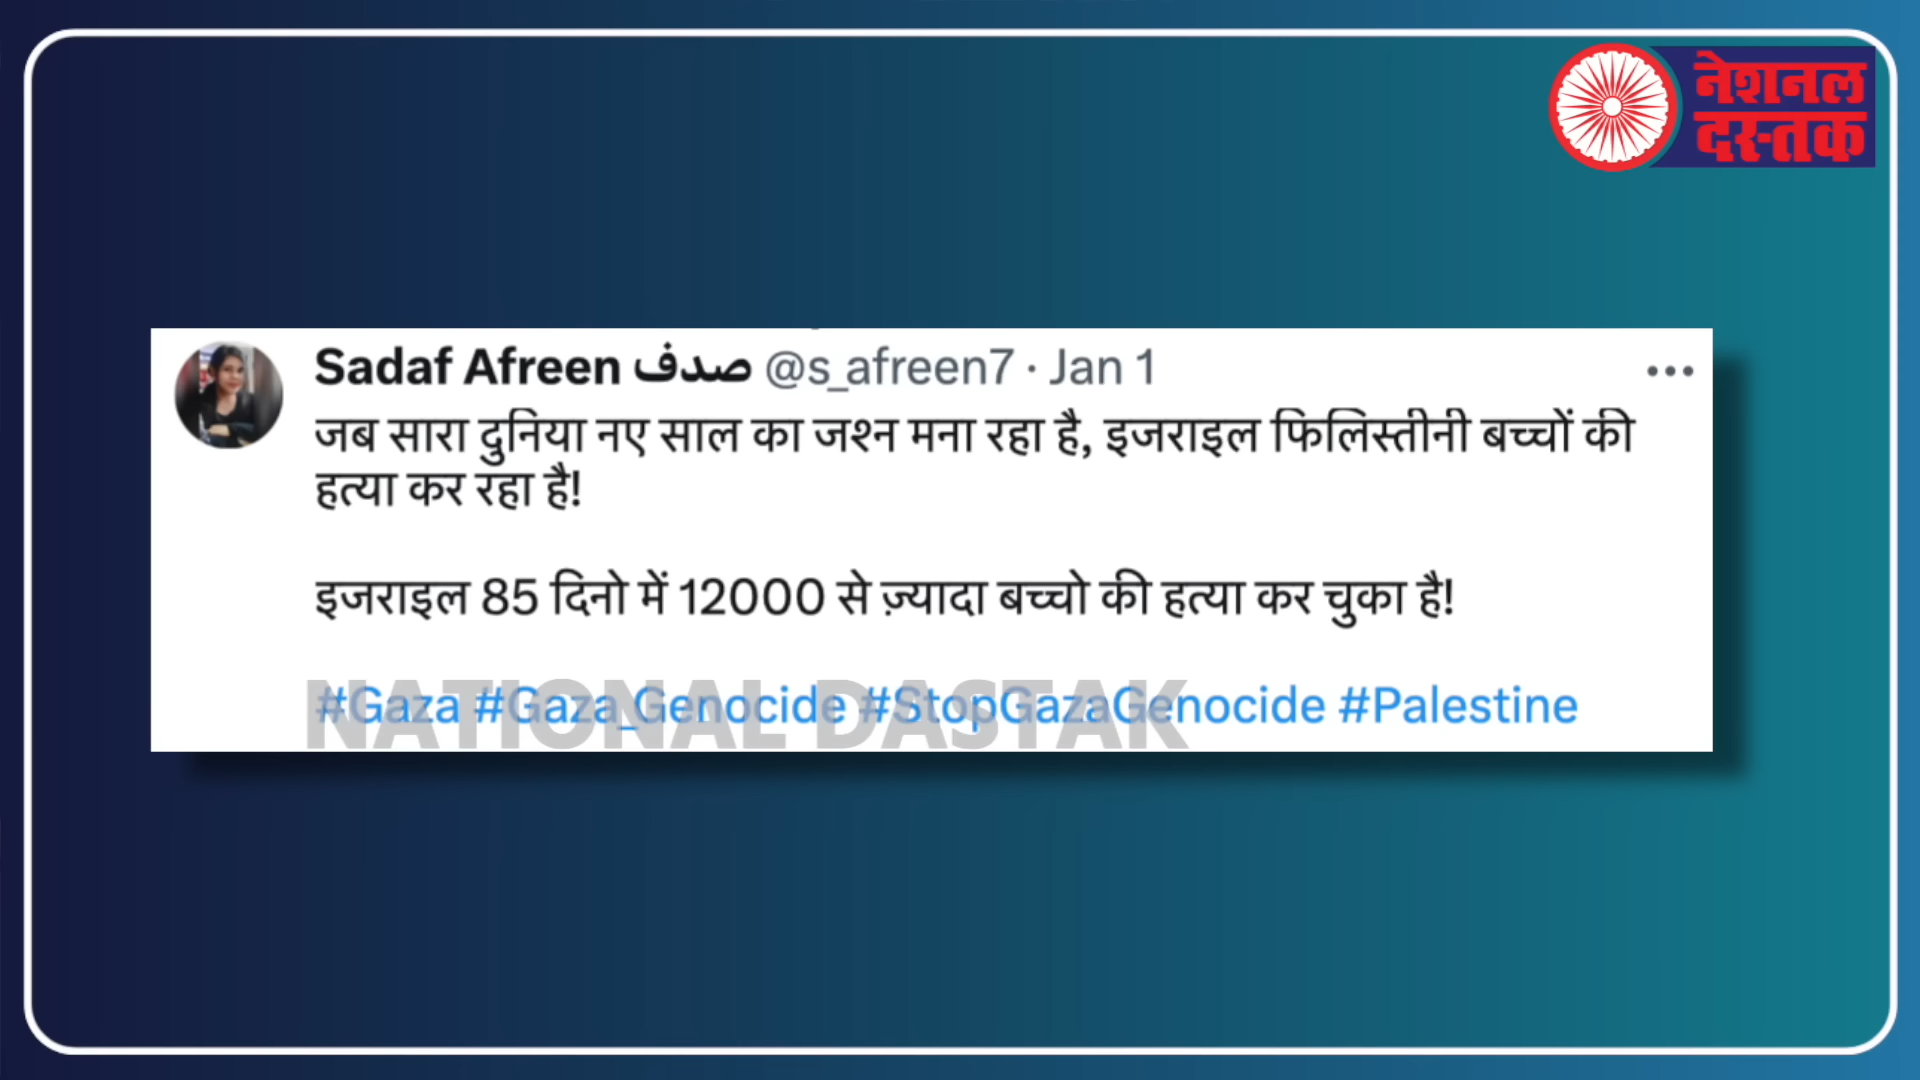 नेशनल
दस्तक
Sadaf Afreen صدف @s_afreen7 · Jan 1
जब सारा दुनिया नए साल का जश्न मना रहा है, इजराइल फिलिस्तीनी बच्चों की
हत्या कर रहा है!
इजराइल 85 दिनो में 12000 से ज़्यादा बच्चो की हत्या कर चुका है!
#Gaza #Gaza_Genocide #StopGazaGenocide #Palestine
NATIONAL DASTAK